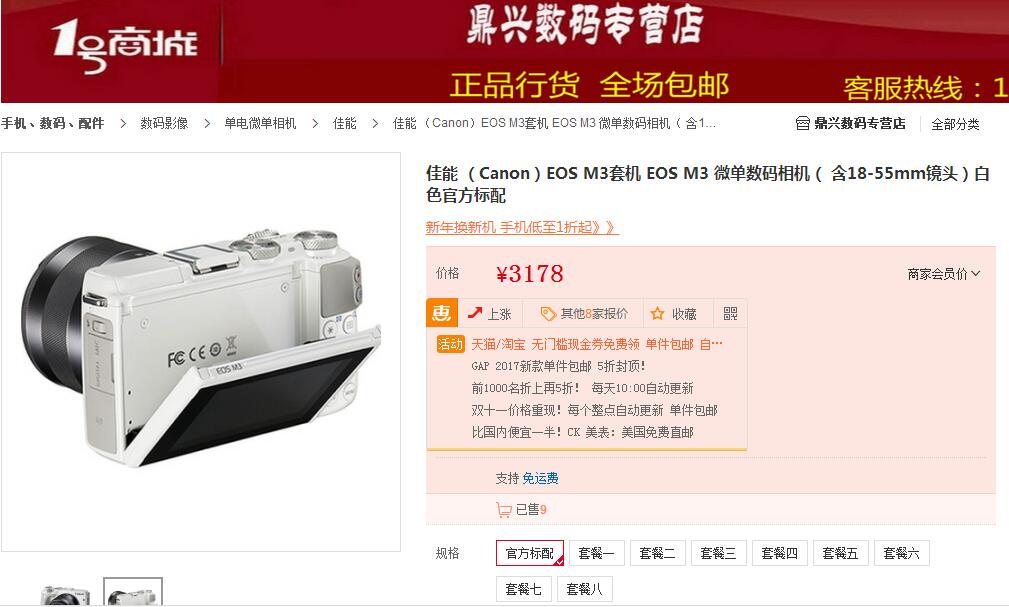 1号商城
鼎兴数码专营店
正品行货 全场包邮
客服热线：1
手机、数码、配件 > 数码影像 > 单电微单相机 > 佳能 > 佳能 （Canon）EOS M3套机 EOS M3 微单数码相机（ 含1...
鼎兴数码专营店 全部分类
佳能 （Canon）EOS M3套机 EOS M3 微单数码相机（ 含18-55mm镜头）白
色官方标配
新年换新机 手机低至1折起》》
价格 ¥3178 商家会员价
惠 上涨 其他8家报价 收藏
活动 天猫/淘宝 无门槛现金券免费领 单件包邮 自···
GAP 2017新款单件包邮 5折封顶！
前1000名折上再5折！ 每天10:00自动更新
双十一价格重现！每个整点自动更新 单件包邮
比国内便宜一半！CK 美表：美国免费直邮
支持 免运费
已售9
规格 官方标配 套餐一 套餐二 套餐三 套餐四 套餐五 套餐六
套餐七 套餐八
FC CE
EOS M3